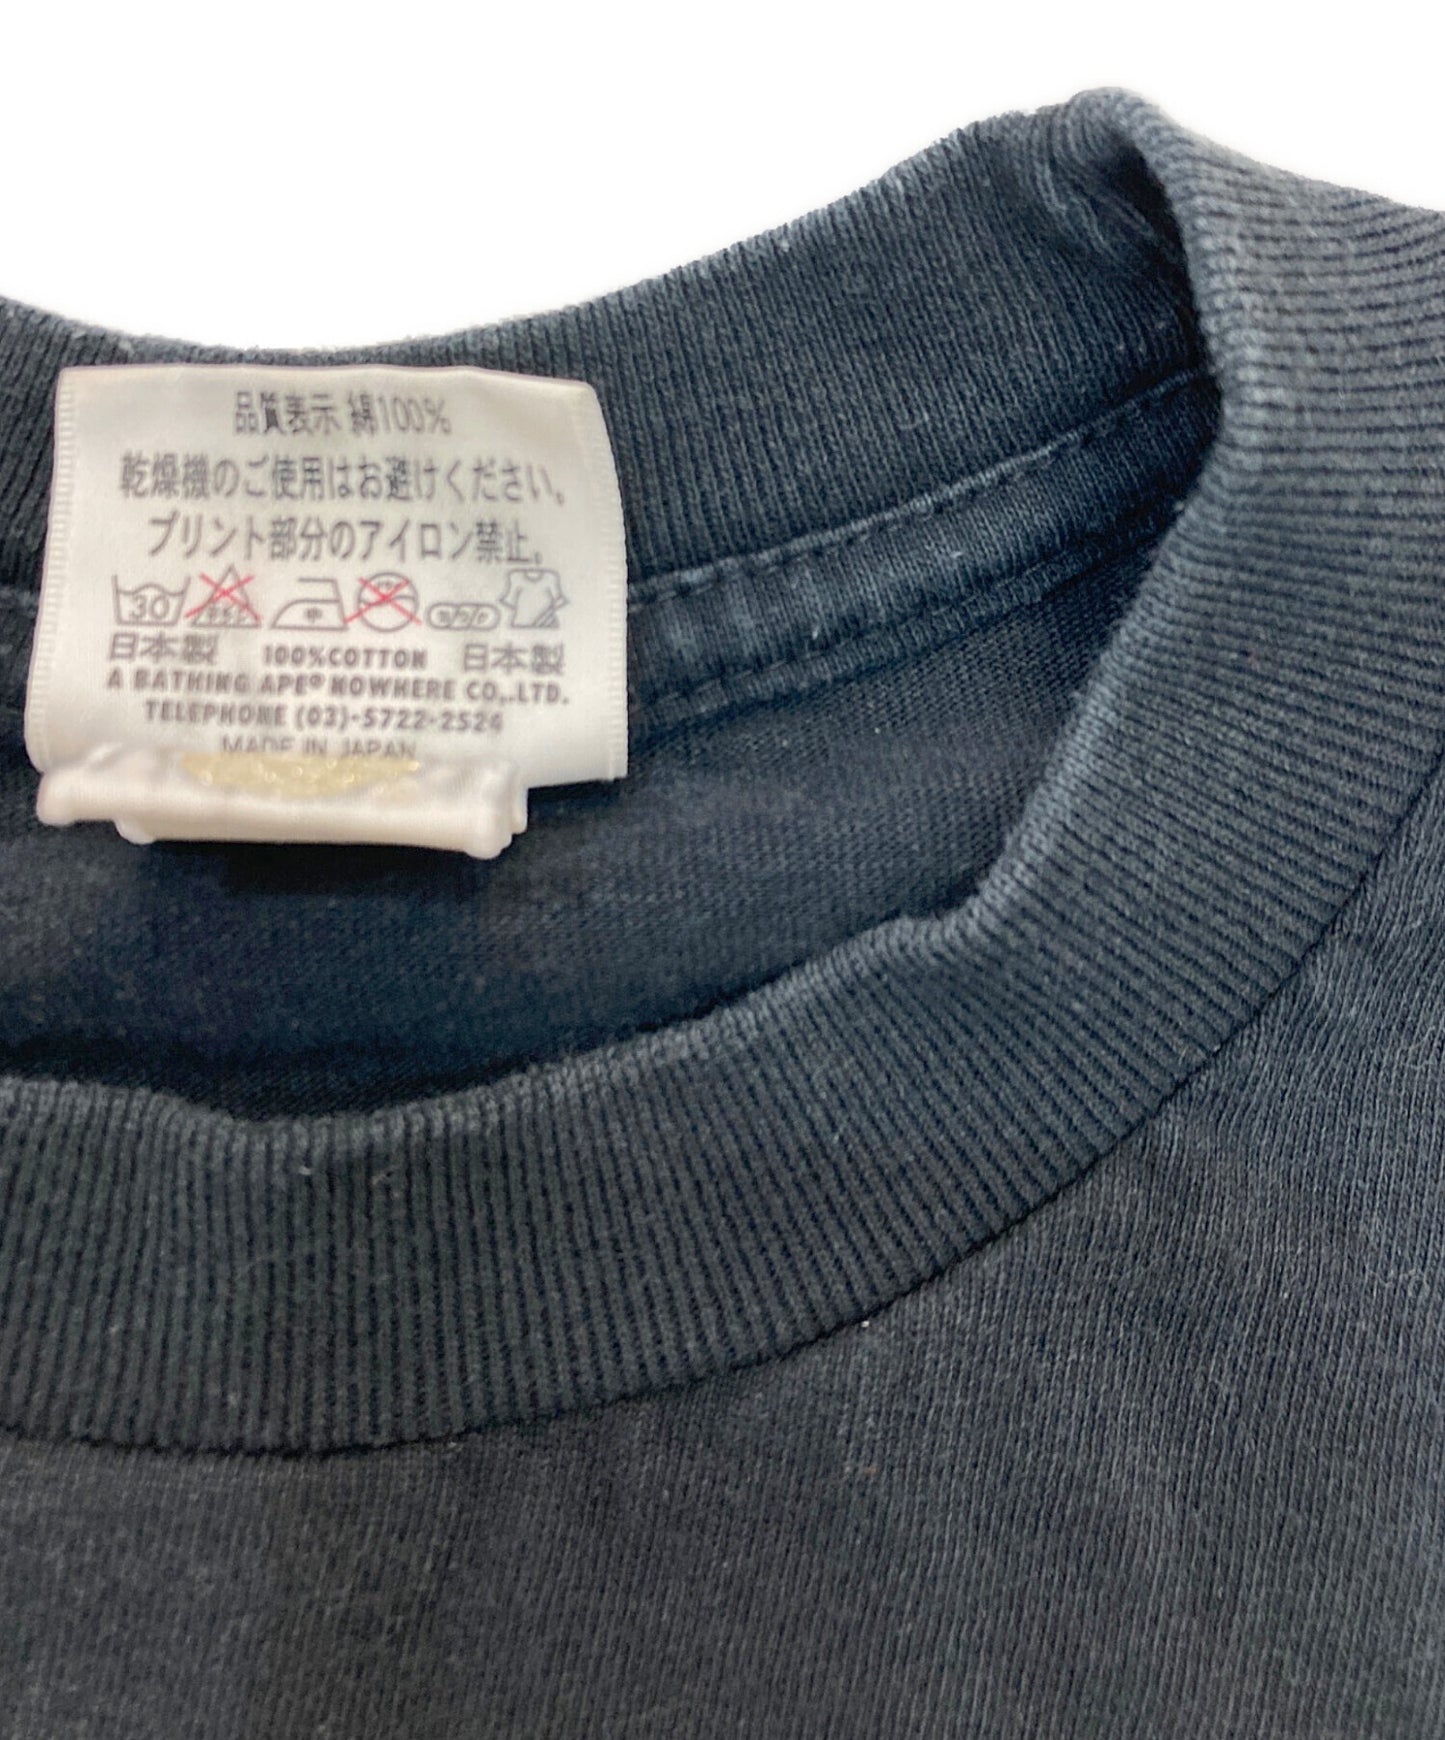 品質表示 綿100%
乾燥機のご使用はお避けください。
プリント部分のアイロン禁止。
30 中
日本製 100%COTTON 日本製
A BATHING APE® NOWHERE CO,.LTD.
TELEPHONE (03)-5722-2524
MADE IN JAPAN